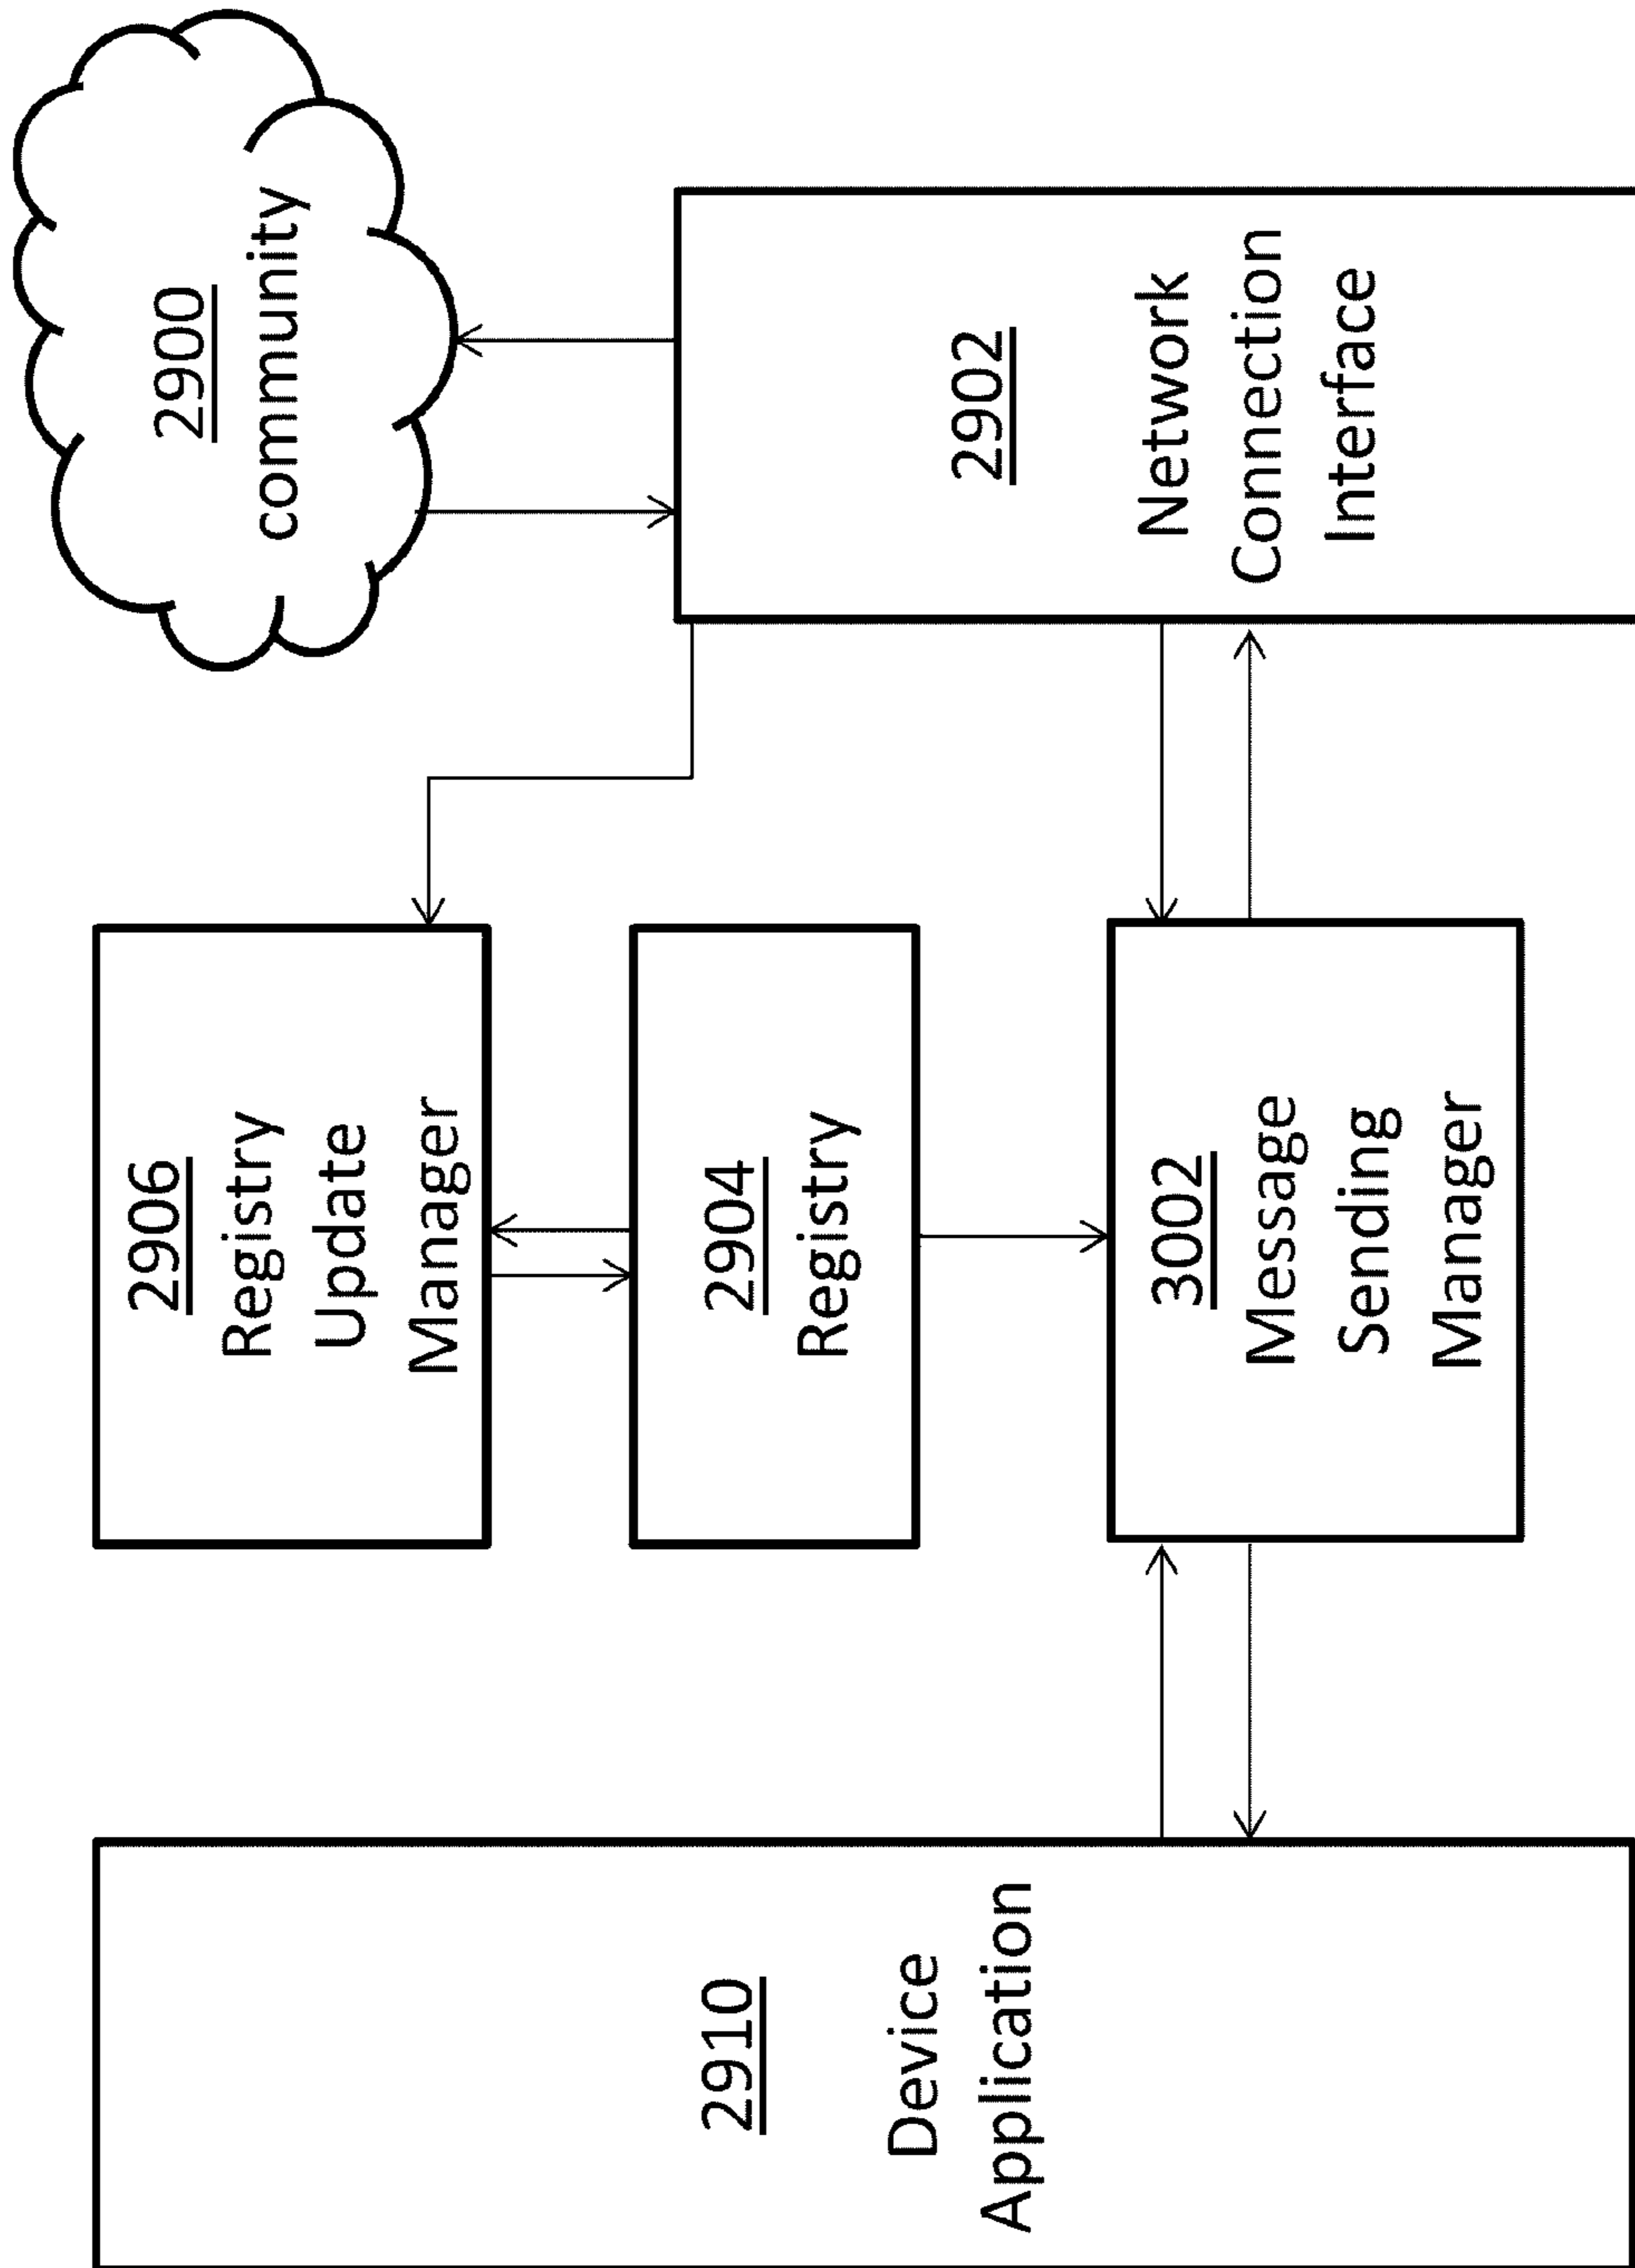 2910
Device
Application
2906
Registry
Update
Manager
2904
Registry
3002
Message
Sending
Manager
2900
community
2902
Network
Connection
Interface